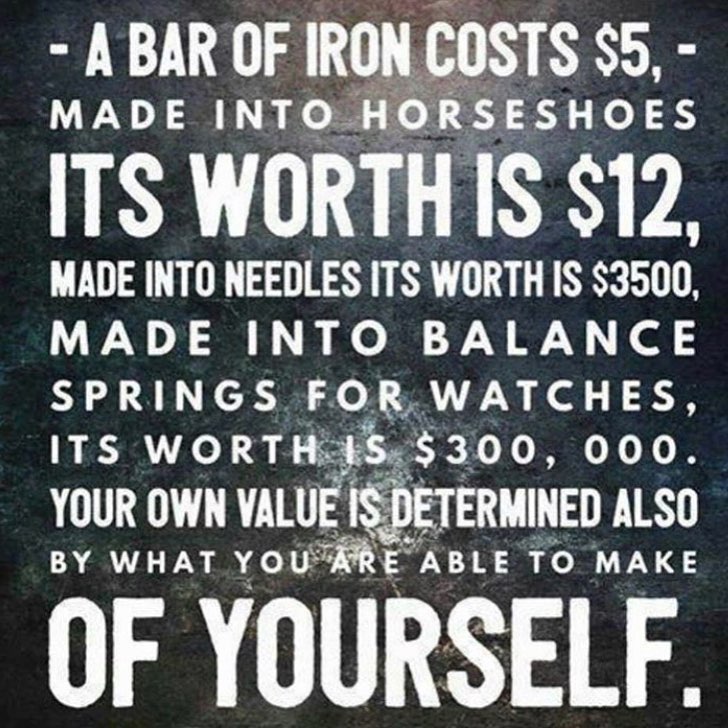 - A BAR OF IRON COSTS $5, -
MADE INTO HORSESHOES
ITS WORTH IS $12,
MADE INTO NEEDLES ITS WORTH IS $3500,
MADE INTO BALANCE
SPRINGS FOR WATCHES,
ITS WORTH IS $300, 000.
YOUR OWN VALUE IS DETERMINED ALSO
BY WHAT YOU ARE ABLE TO MAKE
OF YOURSELF.